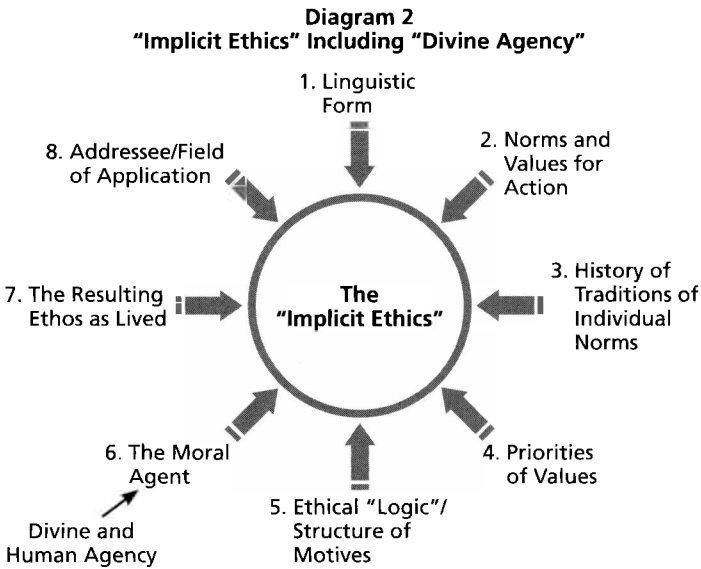 Diagram 2
"Implicit Ethics" Including "Divine Agency"
1. Linguistic
Form
2. Norms and
Values for
Action
3. History of
Traditions of
Individual
Norms
4. Priorities
of Values
5. Ethical "Logic"/
Structure of
Motives
6. The Moral
Agent
Divine and
Human Agency
7. The Resulting
Ethos as Lived
8. Addressee/Field
of Application
The
"Implicit Ethics"